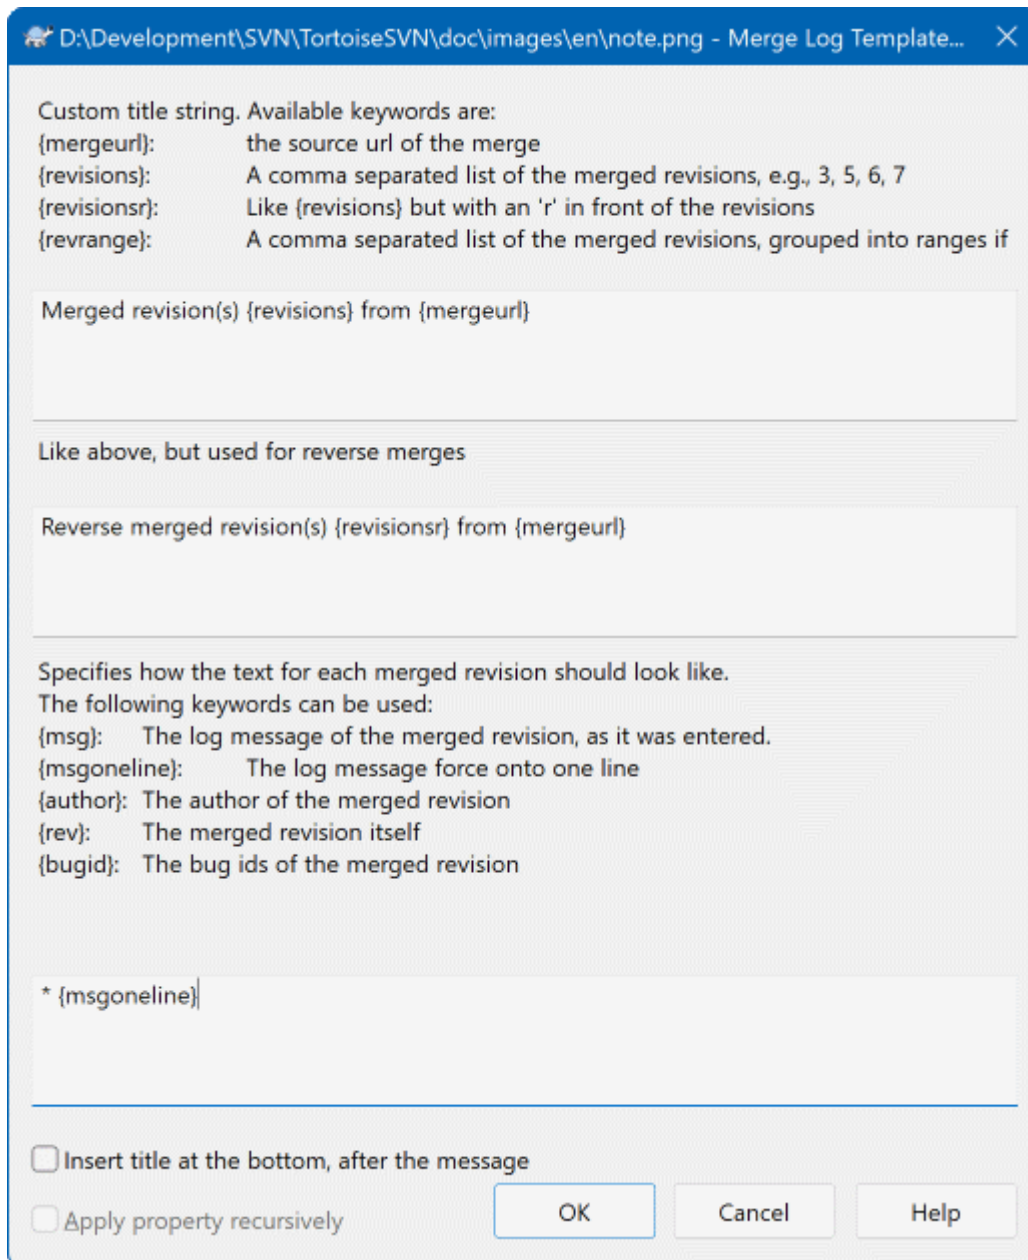 D:\Development\SVN\TortoiseSVN\doc\images\en\note.png - Merge Log Template...
Custom title string. Available keywords are:
{mergeurl}: the source url of the merge
{revisions}: A comma separated list of the merged revisions, e.g., 3, 5, 6, 7
{revisionsr}: Like {revisions} but with an 'r' in front of the revisions
{revrange}: A comma separated list of the merged revisions, grouped into ranges if
Merged revision(s) {revisions} from {mergeurl}
Like above, but used for reverse merges
Reverse merged revision(s) {revisionsr} from {mergeurl}
Specifies how the text for each merged revision should look like.
The following keywords can be used:
{msg}: The log message of the merged revision, as it was entered.
{msgoneline}: The log message force onto one line
{author}: The author of the merged revision
{rev}: The merged revision itself
{bugid}: The bug ids of the merged revision
* {msgoneline}
Insert title at the bottom, after the message
Apply property recursively
OK Cancel Help